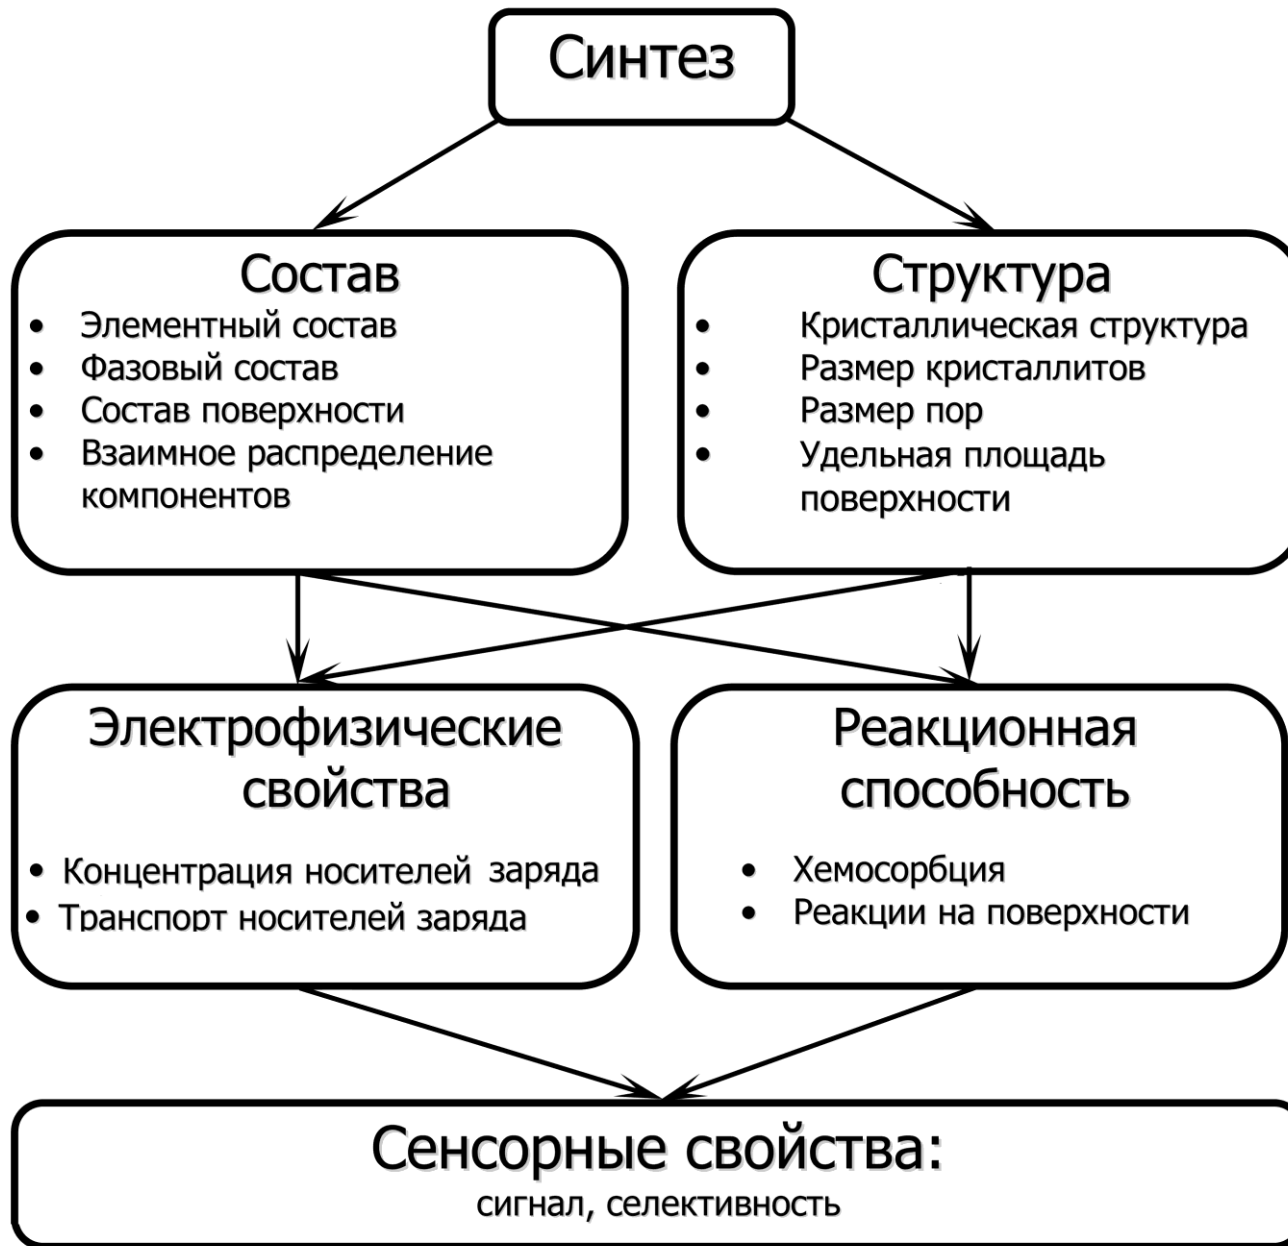 Синтез
Состав
• Элементный состав
• Фазовый состав
• Состав поверхности
• Взаимное распределение
компонентов
Структура
• Кристаллическая структура
• Размер кристаллитов
• Размер пор
• Удельная площадь
поверхности
Электрофизические
свойства
• Концентрация носителей заряда
• Транспорт носителей заряда
Реакционная
способность
• Хемосорбция
• Реакции на поверхности
Сенсорные свойства:
сигнал, селективность